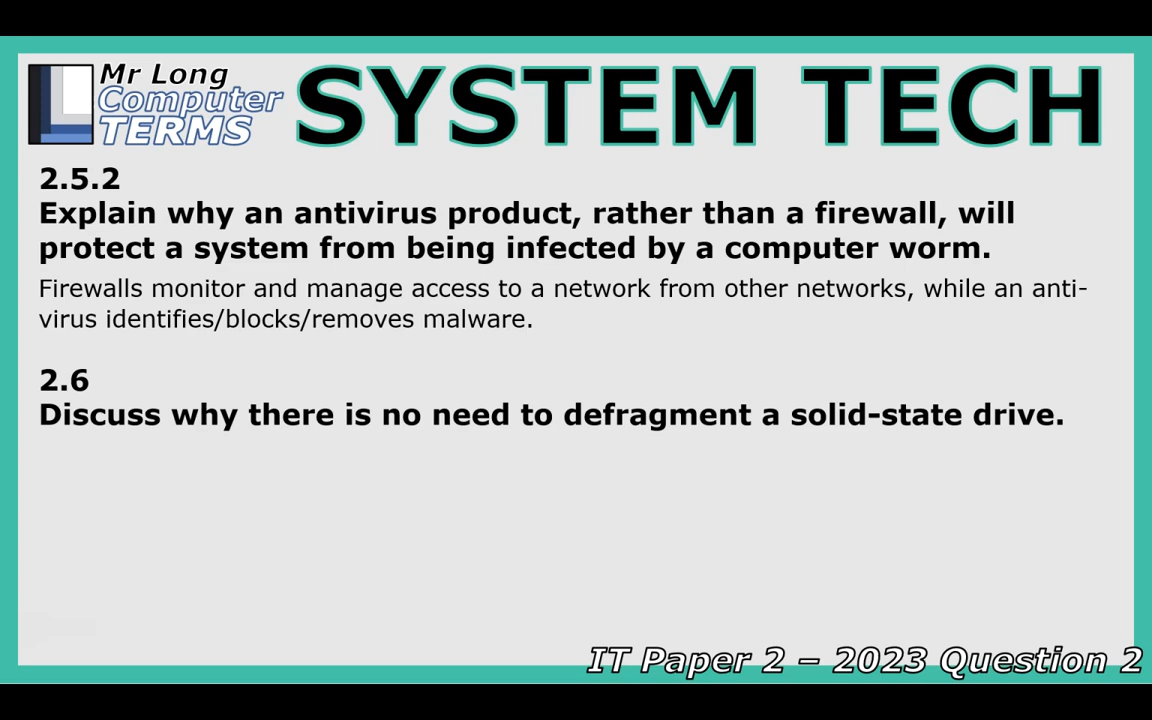 Mr Long
Computer
TERMS
SYSTEM TECH
2.5.2
Explain why an antivirus product, rather than a firewall, will
protect a system from being infected by a computer worm.
Firewalls monitor and manage access to a network from other networks, while an anti-
virus identifies/blocks/removes malware.
2.6
Discuss why there is no need to defragment a solid-state drive.
IT Paper 2 – 2023 Question 2